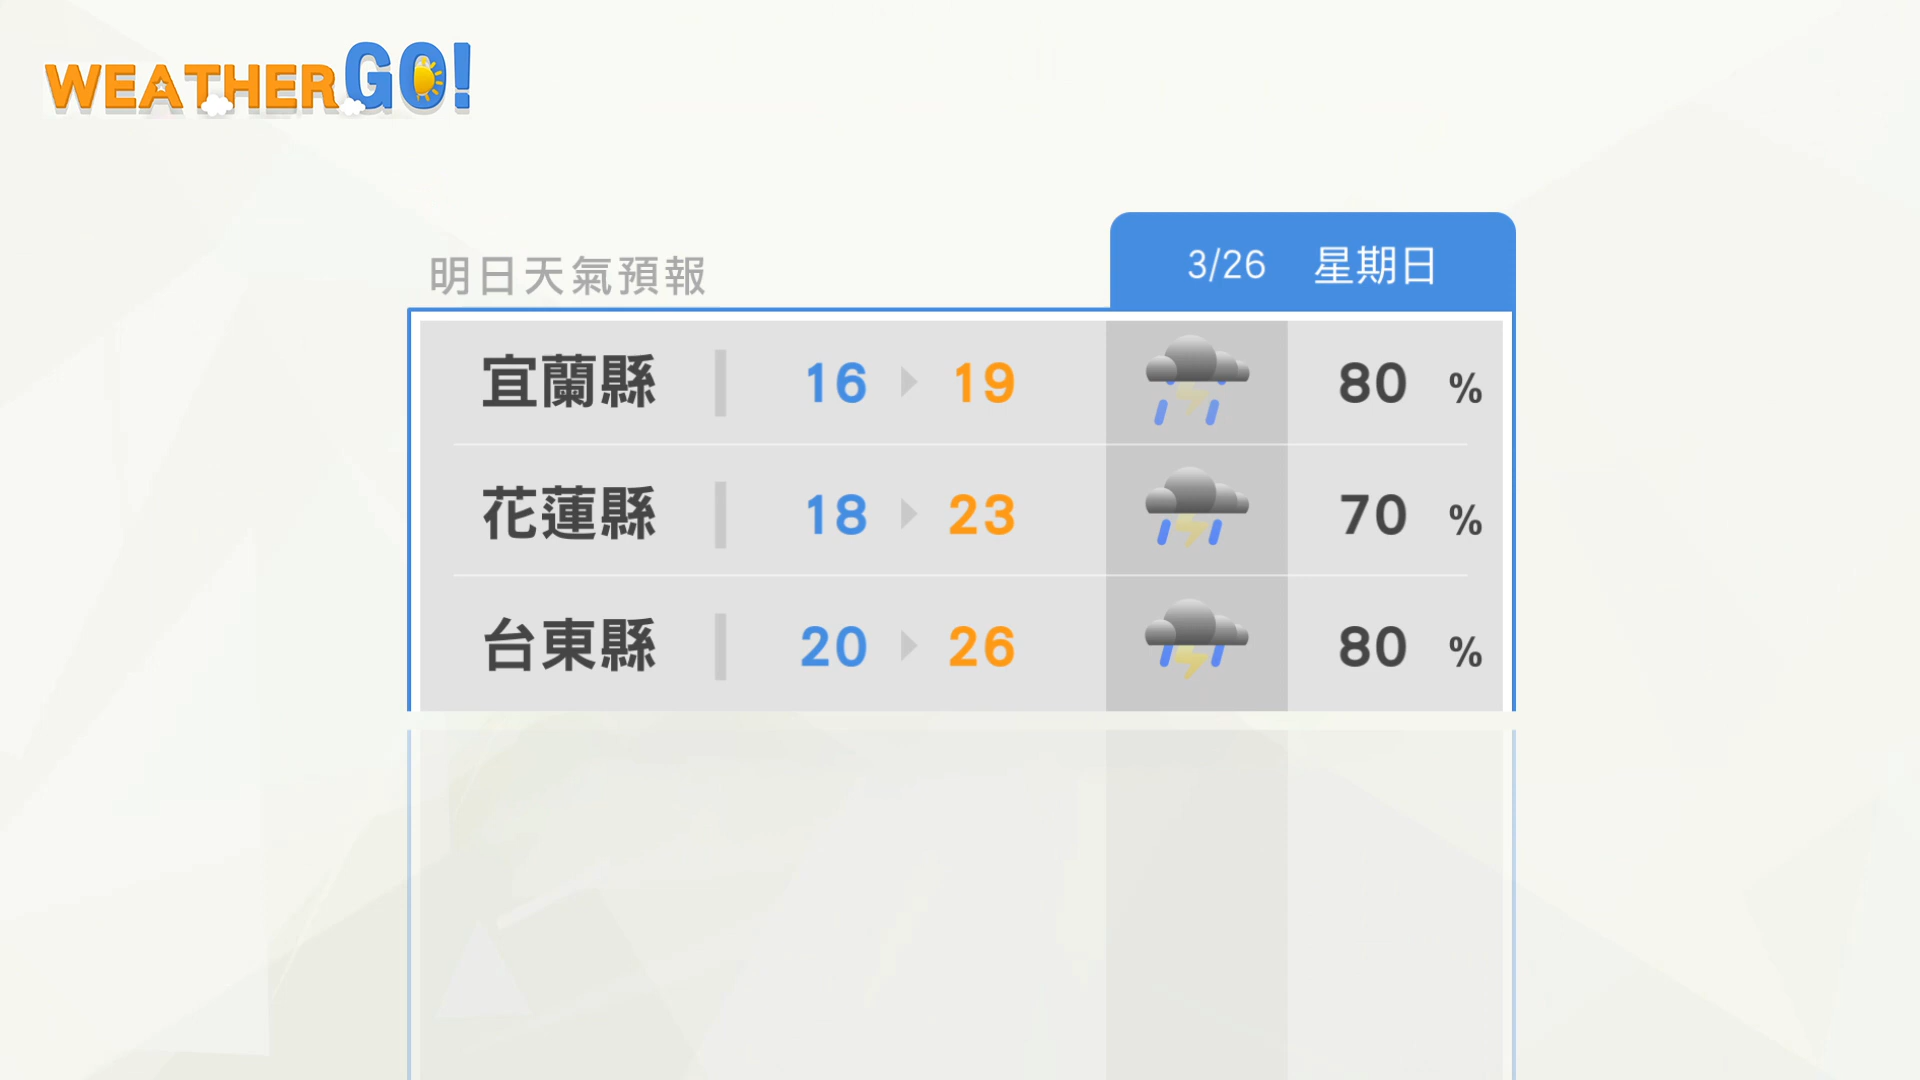 WEATHER GO!
明日天氣預報
3/26 星期日
宜蘭縣 16 19 80 %
花蓮縣 18 23 70 %
台東縣 20 26 80 %